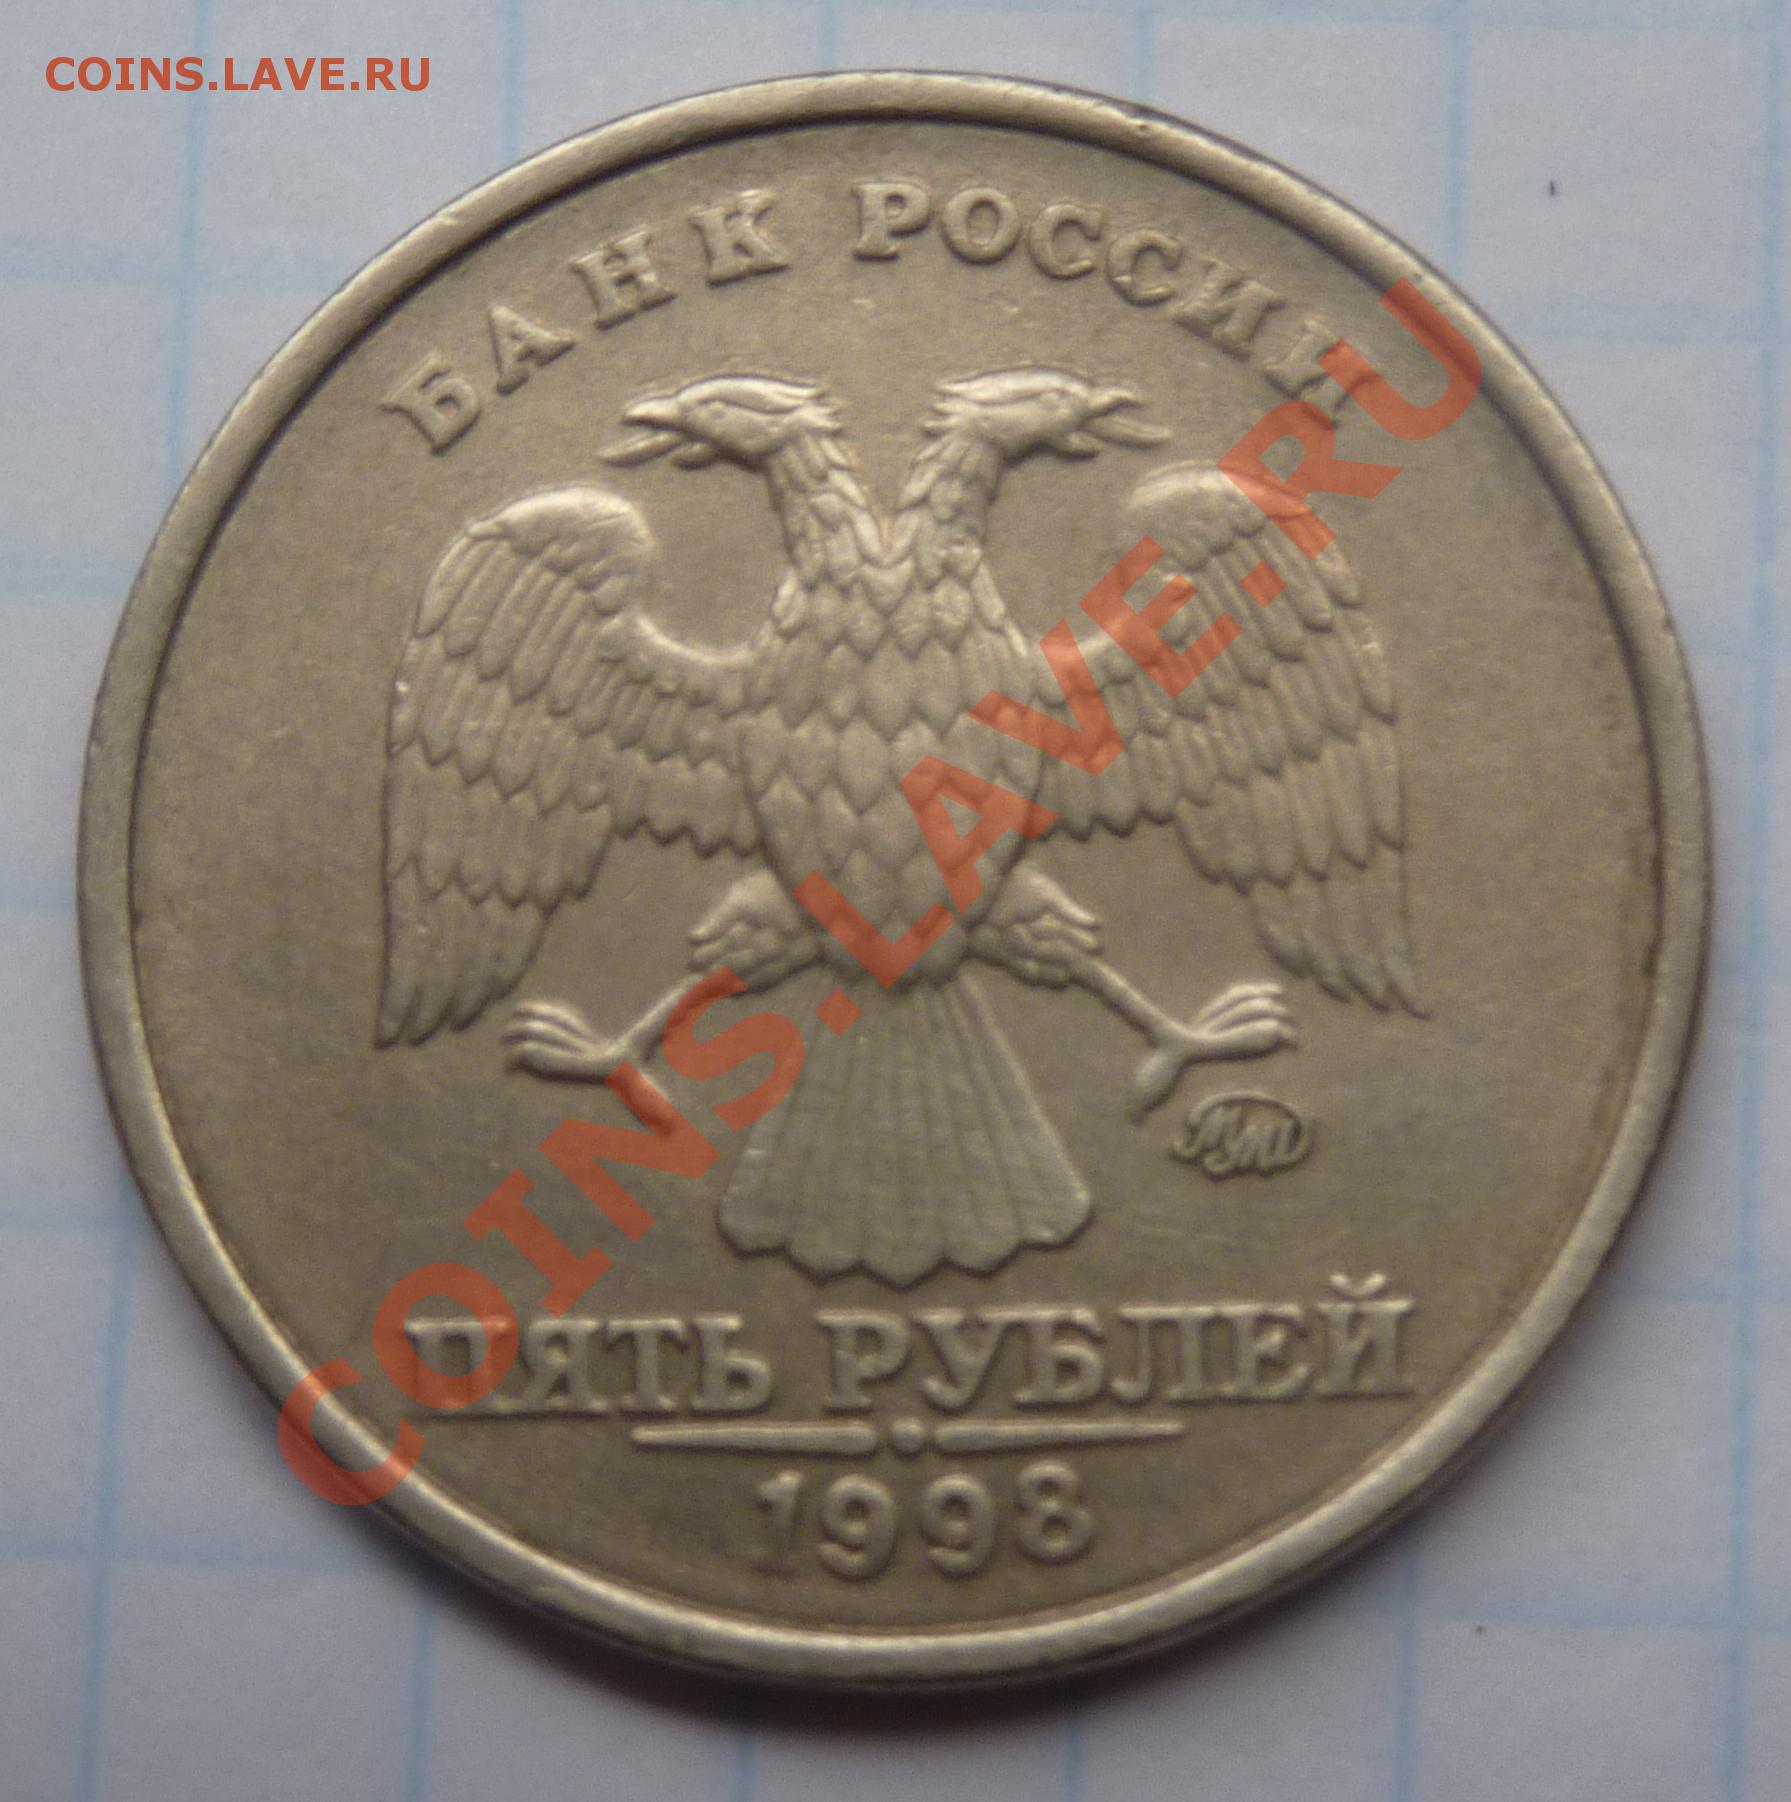 COINS.LAVE.RU
БАНК РОССИИ
COINS.LAVE.RU
ММД
ПЯТЬ РУБЛЕЙ
1998